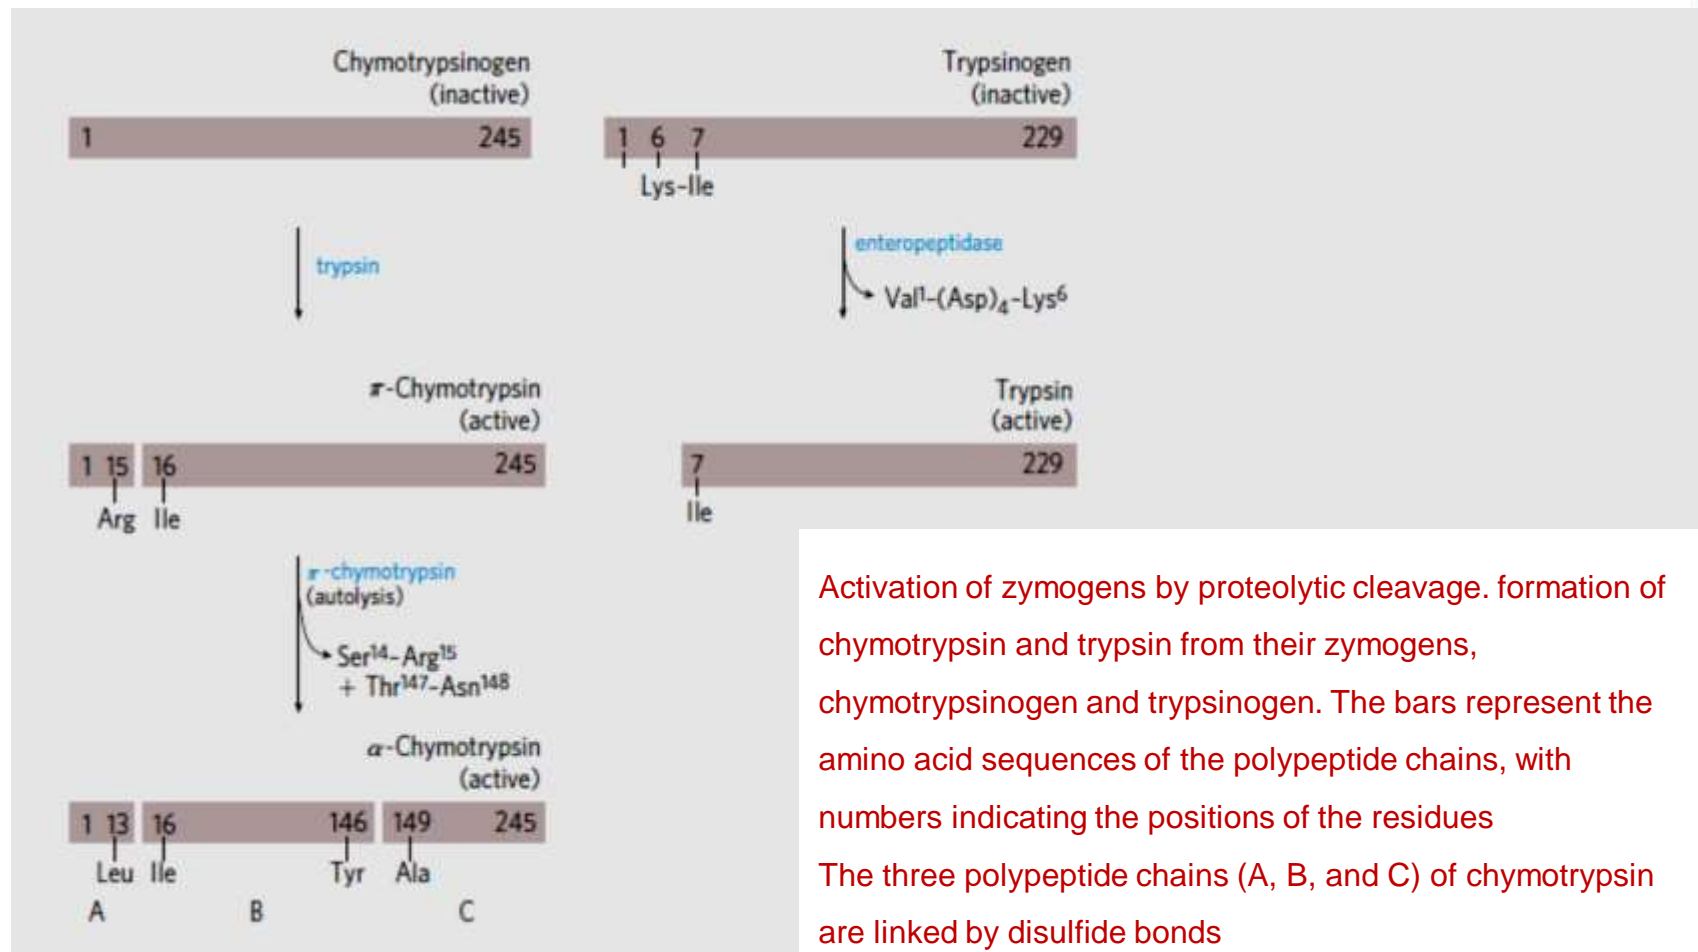 Chymotrypsinogen
(inactive)
1 245
trypsin
π-Chymotrypsin
(active)
1 15 16 245
Arg Ile
π-chymotrypsin
(autolysis)
Ser¹⁴-Arg¹⁵
+ Thr¹⁴⁷-Asn¹⁴⁸
α-Chymotrypsin
(active)
1 13 16 146 149 245
Leu Ile Tyr Ala
A B C
Trypsinogen
(inactive)
1 6 7 229
Lys-Ile
enteropeptidase
Val¹-(Asp)₄-Lys⁶
Trypsin
(active)
7 229
Ile
Activation of zymogens by proteolytic cleavage. formation of
chymotrypsin and trypsin from their zymogens,
chymotrypsinogen and trypsinogen. The bars represent the
amino acid sequences of the polypeptide chains, with
numbers indicating the positions of the residues
The three polypeptide chains (A, B, and C) of chymotrypsin
are linked by disulfide bonds